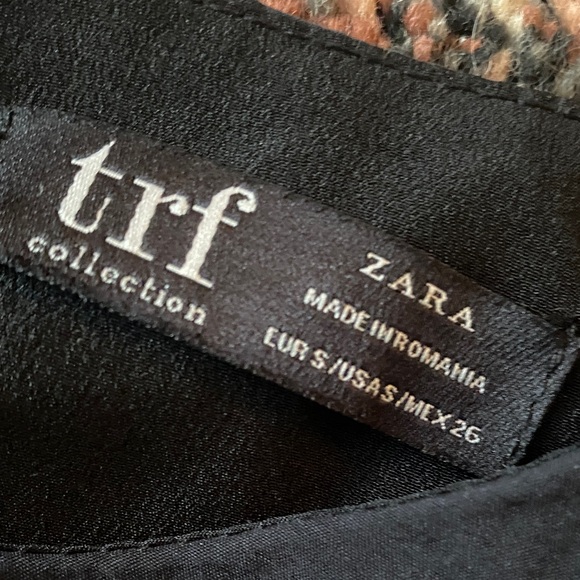 trf
collection
ZARA
MADE IN ROMANIA
EUR S/USA S/MEX 26